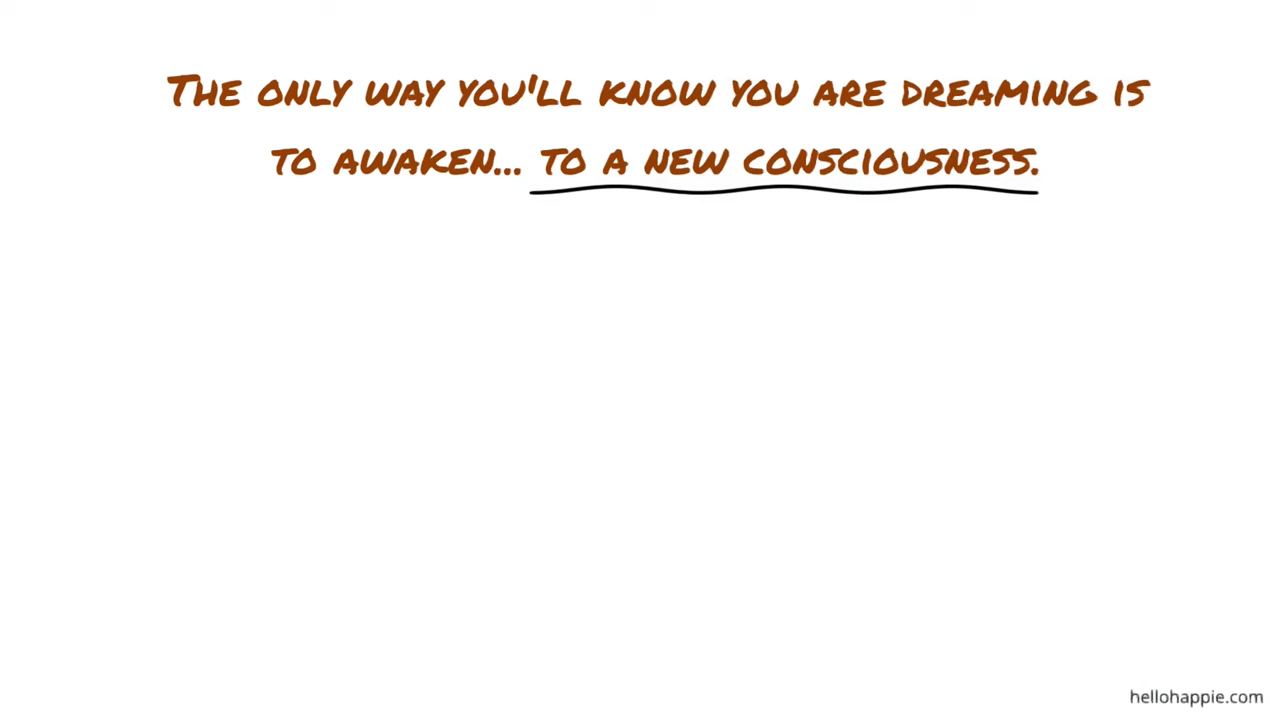 The only way you'll know you are dreaming is
to awaken... to a new consciousness.
hellohappie.com